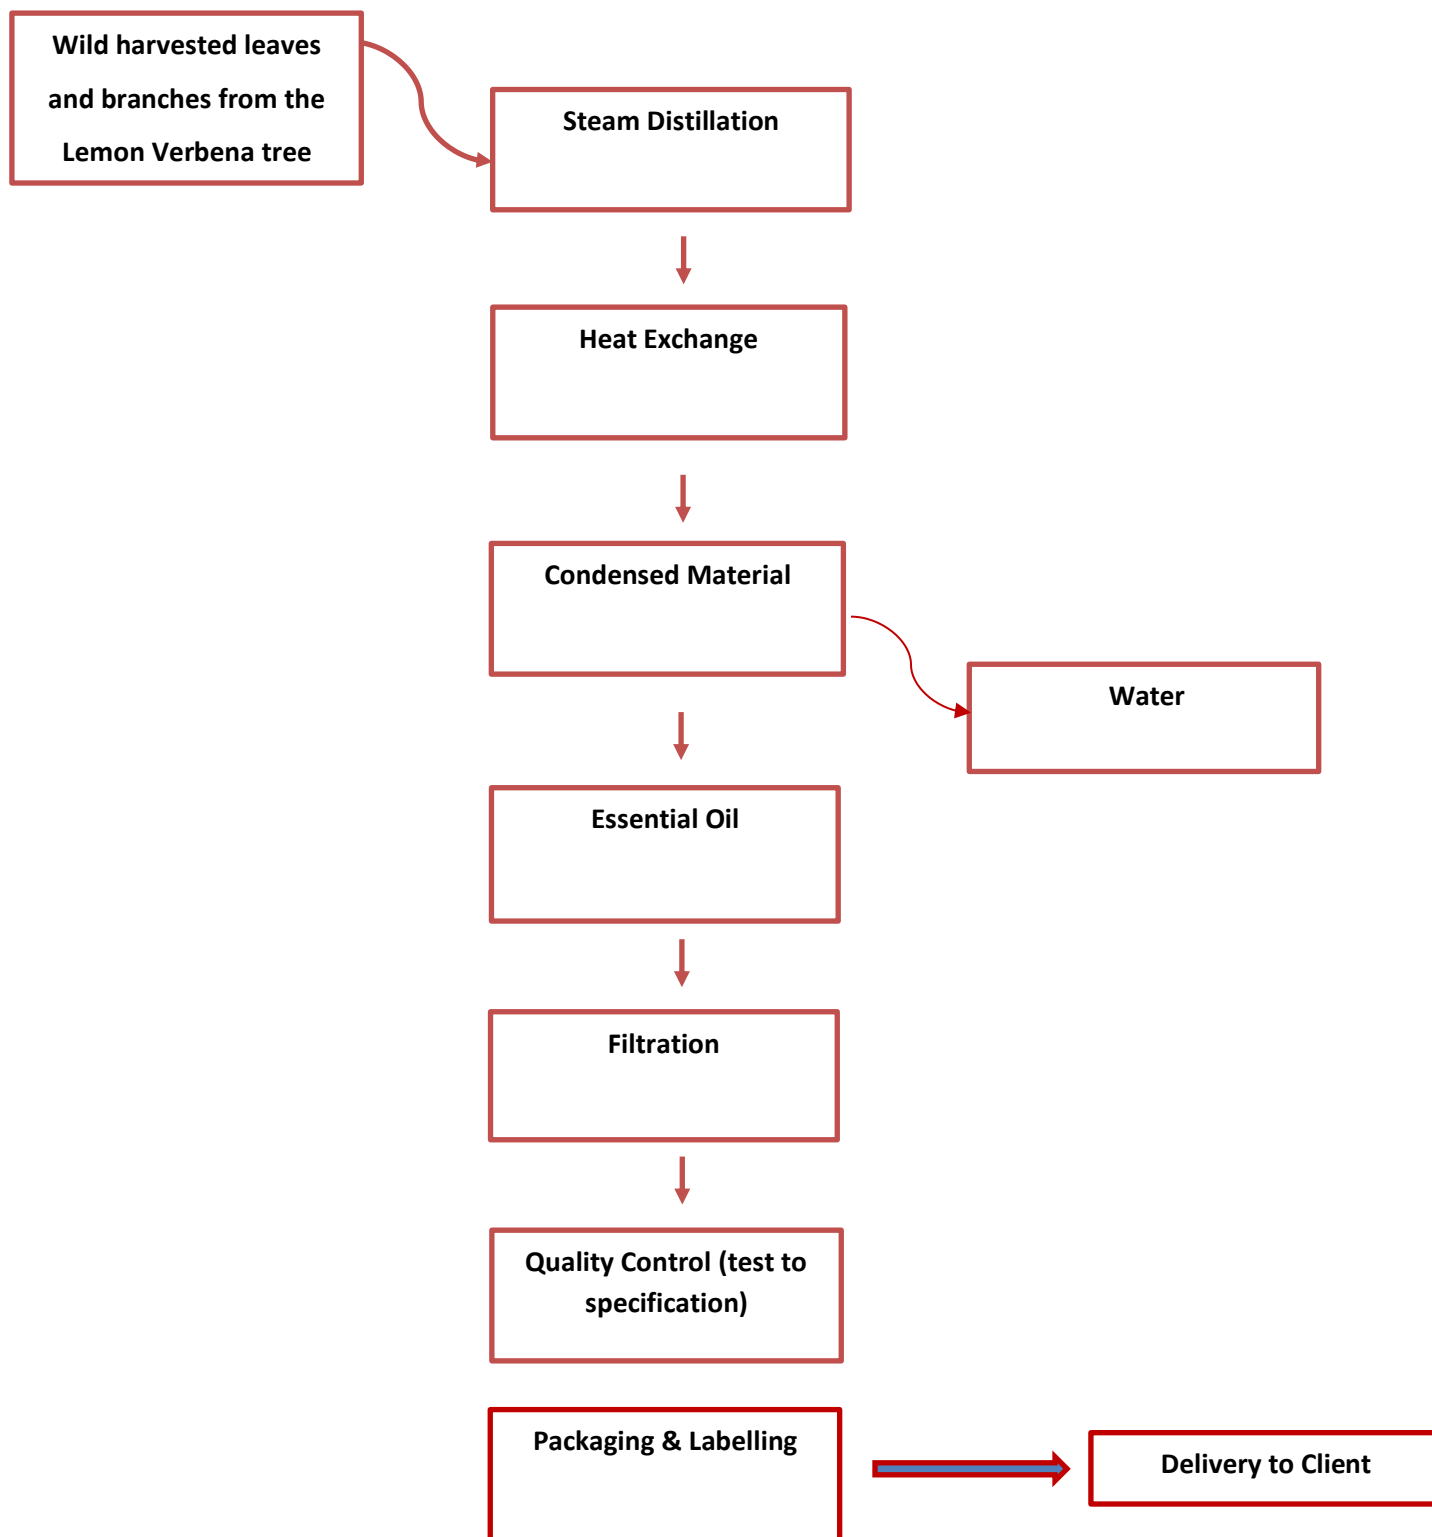 Wild harvested leaves
and branches from the
Lemon Verbena tree
Steam Distillation
Heat Exchange
Condensed Material
Water
Essential Oil
Filtration
Quality Control (test to
specification)
Packaging & Labelling
Delivery to Client